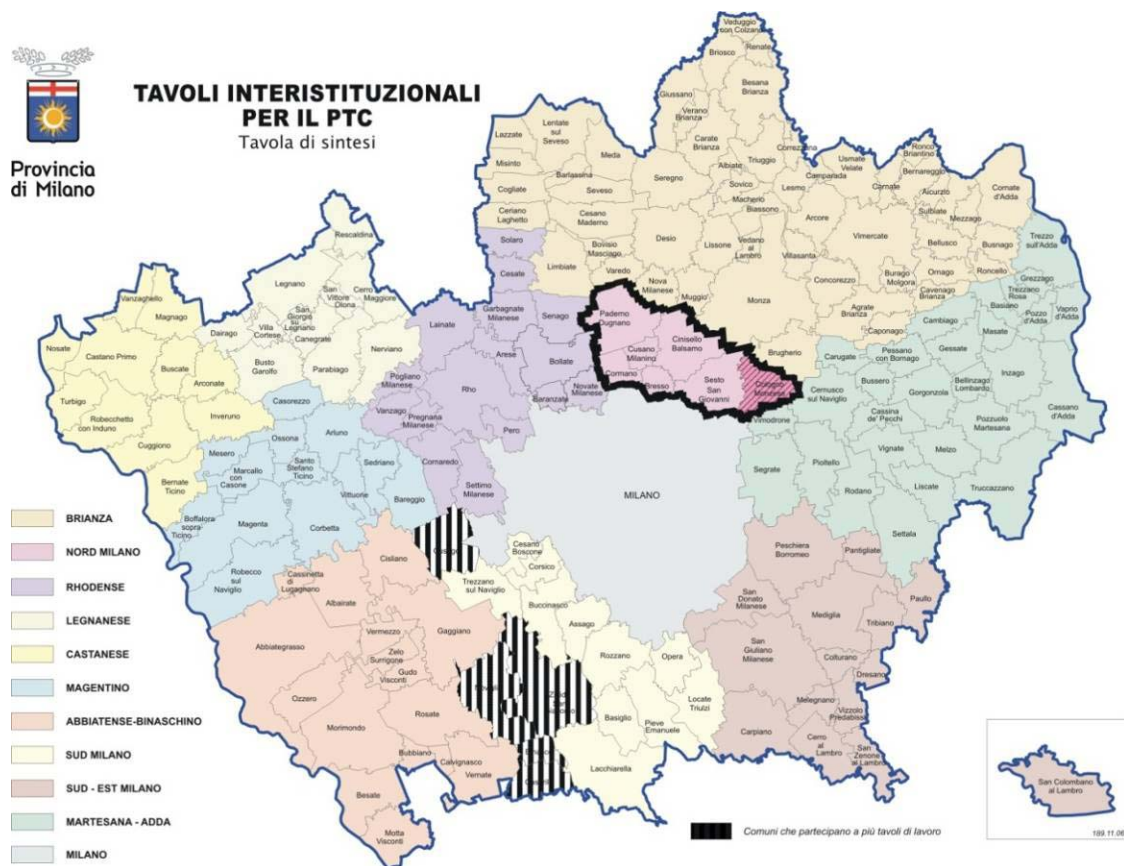 Provincia
di Milano
TAVOLI INTERISTITUZIONALI
PER IL PTC
Tavola di sintesi
Veduggio
con Colzano
Renate
Briosco
Besana
Brianza
Giussano
Verano
Brianza
Carate
Brianza
Correzzana
Lazzate
Lentate
sul
Seveso
Meda
Misinto
Barlassina
Seveso
Cogliate
Ceriano
Laghetto
Cesano
Maderno
Seregno
Albiate
Triuggio
Sovico
Macherio
Biassono
Lesmo
Camparada
Usmate
Velate
Ronco
Briantino
Bernareggio
Carnate
Aicurzio
Sulbiate
Mezzago
Cornate
d'Adda
Arcore
Vimercate
Bellusco
Busnago
Desio
Lissone
Vedano
al
Lambro
Villasanta
Bovisio
Masciago
Limbiate
Varedo
Nova
Milanese
Muggio'
Monza
Concorezzo
Burago
Molgora
Ornago
Cavenago
Brianza
Roncello
Agrate
Brianza
Caponago
Brugherio
Trezzo
sull'Adda
Grezzago
Trezzano
Rosa
Basiano
Pozzo
d'Adda
Vaprio
d'Adda
Masate
Cambiago
Gessate
Pessano
con Bornago
Carugate
Inzago
Bellinzago
Lombardo
Gorgonzola
Bussero
Cernusco
sul Naviglio
Cassina
de' Pecchi
Pozzuolo
Martesana
Cassano
d'Adda
Vimodrone
Vignate
Melzo
Pioltello
Segrate
Rodano
Liscate
Truccazzano
Settala
Rescaldina
Legnano
San
Vittore
Olona
Cerro
Maggiore
San
Giorgio
su
Legnano
Villa
Cortese
Canegrate
Dairago
Busto
Garolfo
Parabiago
Nerviano
Vanzaghello
Magnago
Nosate
Castano Primo
Buscate
Arconate
Turbigo
Robecchetto
con Induno
Inveruno
Cuggiono
Bernate
Ticino
Solaro
Cesate
Garbagnate
Milanese
Senago
Lainate
Arese
Bollate
Pogliano
Milanese
Rho
Novate
Milanese
Baranzate
Vanzago
Pregnana
Milanese
Pero
Cornaredo
Settimo
Milanese
Paderno
Dugnano
Cusano
Milanino
Cinisello
Balsamo
Cormano
Bresso
Sesto
San
Giovanni
Casorezzo
Ossona
Arluno
Mesero
Marcallo
con
Casone
Santo
Stefano
Ticino
Sedriano
Vittuone
Bareggio
Boffalora
sopra
Ticino
Magenta
Corbetta
Robecco
sul
Naviglio
MILANO
Cassinetta
di
Lugagnano
Cisliano
Albairate
Abbiategrasso
Vermezzo
Zelo
Surrigone
Gudo
Visconti
Gaggiano
Ozzero
Morimondo
Rosate
Bubbiano
Calvignasco
Vernate
Besate
Motta
Visconti
Cesano
Boscone
Corsico
Trezzano
sul Naviglio
Buccinasco
Assago
Rozzano
Opera
Locate
Triulzi
Basiglio
Pieve
Emanuele
Lacchiarella
Peschiera
Borromeo
Pantigliate
San
Donato
Milanese
Mediglia
Paullo
Tribiano
San
Giuliano
Milanese
Colturano
Dresano
Melegnano
Vizzolo
Predabissi
Carpiano
Cerro
al
Lambro
San
Zenone
al Lambro
San Colombano
al Lambro
BRIANZA
NORD MILANO
RHODENSE
LEGNANESE
CASTANESE
MAGENTINO
ABBIATENSE-BINASCHINO
SUD MILANO
SUD - EST MILANO
MARTESANA - ADDA
MILANO
Comuni che partecipano a più tavoli di lavoro
189.11.06